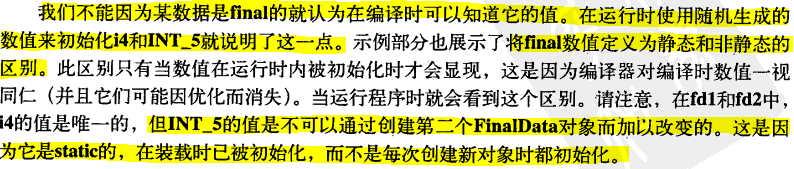 我们不能因为某数据是final的就认为在编译时可以知道它的值。在运行时使用随机生成的
数值来初始化i4和INT_5就说明了这一点。示例部分也展示了将final数值定义为静态和非静态的
区别。此区别只有当数值在运行时内被初始化时才会显现，这是因为编译器对编译时数值一视
同仁（并且它们可能因优化而消失）。当运行程序时就会看到这个区别。请注意，在fd1和fd2中，
i4的值是唯一的，但INT_5的值是不可以通过创建第二个FinalData对象而加以改变的。这是因
为它是static的，在装载时已被初始化，而不是每次创建新对象时都初始化。